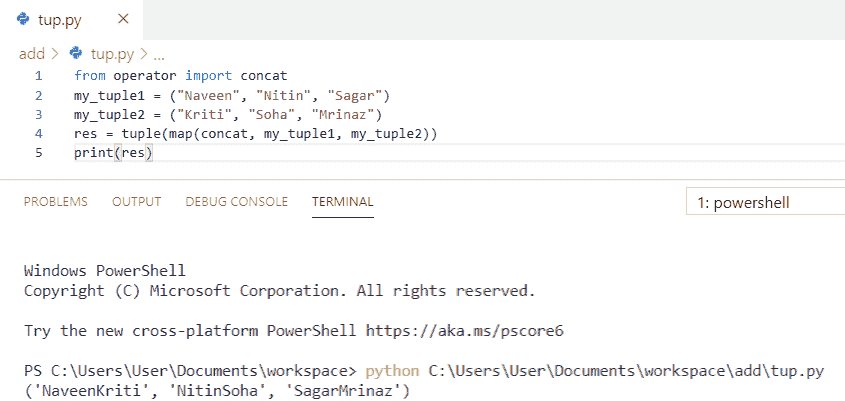 tup.py ×
add > tup.py > ...
1 from operator import concat
2 my_tuple1 = ("Naveen", "Nitin", "Sagar")
3 my_tuple2 = ("Kriti", "Soha", "Mrinaz")
4 res = tuple(map(concat, my_tuple1, my_tuple2))
5 print(res)
PROBLEMS OUTPUT DEBUG CONSOLE TERMINAL 1: powershell
Windows PowerShell
Copyright (C) Microsoft Corporation. All rights reserved.
Try the new cross-platform PowerShell https://aka.ms/pscore6
PS C:\Users\User\Documents\workspace> python C:\Users\User\Documents\workspace\add\tup.py
('NaveenKriti', 'NitinSoha', 'SagarMrinaz')